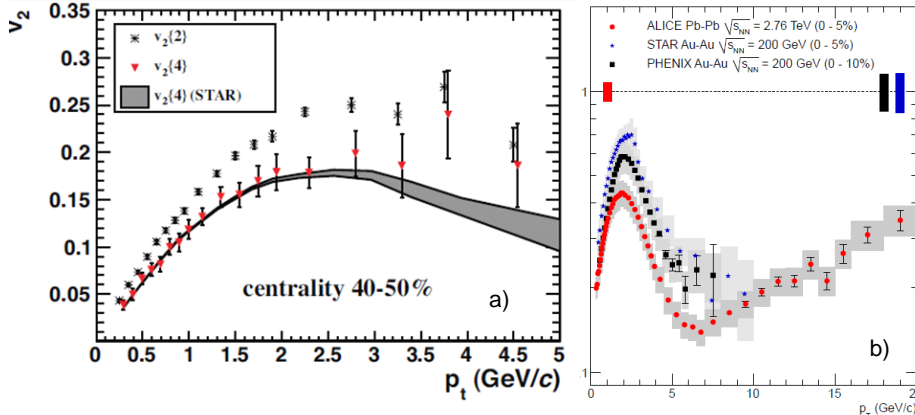 v₂
0.35
0.3
0.25
0.2
0.15
0.1
0.05
v₂{2}
v₂{4}
v₂{4} (STAR)
centrality 40-50%
a)
0 0.5 1 1.5 2 2.5 3 3.5 4 4.5 5
pₜ (GeV/c)
ALICE Pb-Pb √sNN = 2.76 TeV (0 - 5%)
STAR Au-Au √sNN = 200 GeV (0 - 5%)
PHENIX Au-Au √sNN = 200 GeV (0 - 10%)
1
.1
b)
0 5 10 15
(GeV/c)